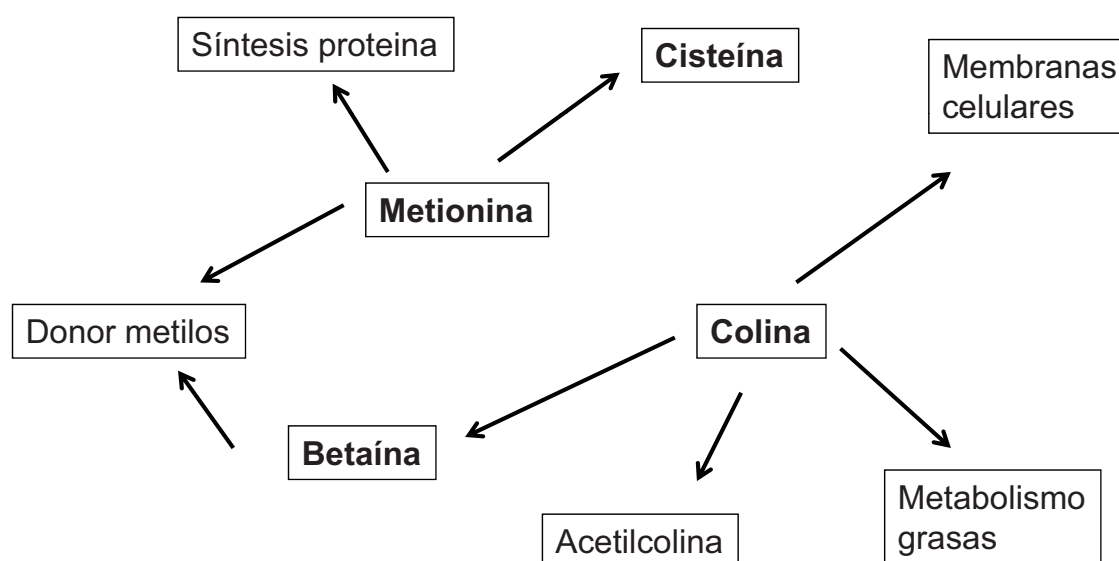 Síntesis proteina
Cisteína
Membranas
celulares
Metionina
Donor metilos
Colina
Betaína
Metabolismo
grasas
Acetilcolina